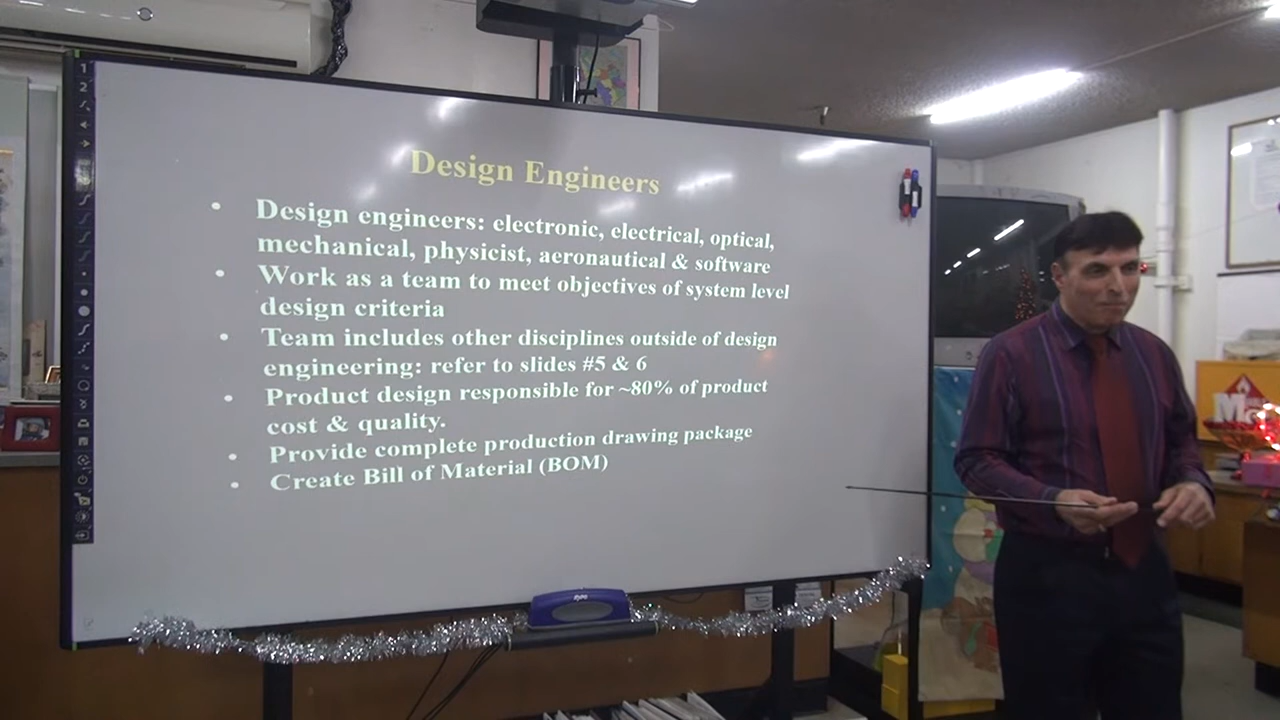 Design Engineers
• Design engineers: electronic, electrical, optical,
mechanical, physicist, aeronautical & software
• Work as a team to meet objectives of system level
design criteria
• Team includes other disciplines outside of design
engineering: refer to slides #5 & 6
• Product design responsible for ~80% of product
cost & quality.
• Provide complete production drawing package
• Create Bill of Material (BOM)
1
2